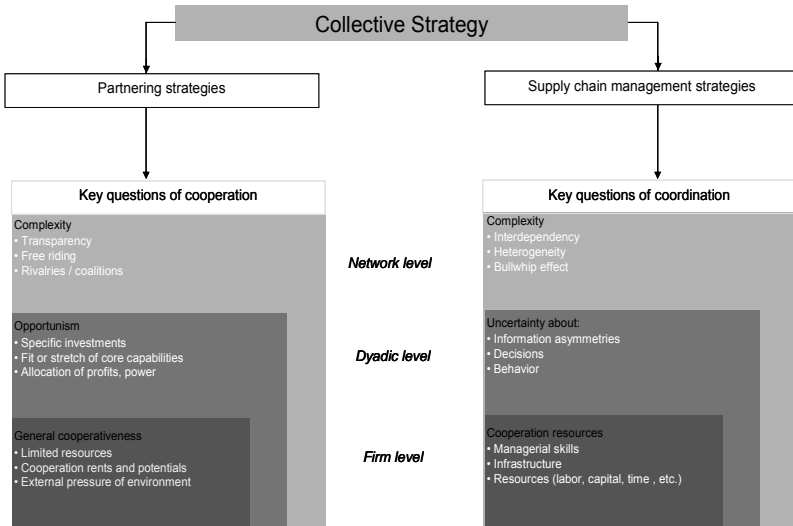 Collective Strategy
Partnering strategies
Supply chain management strategies
Key questions of cooperation
Key questions of coordination
Complexity
• Transparency
• Free riding
• Rivalries / coalitions
Network level
Complexity
• Interdependency
• Heterogeneity
• Bullwhip effect
Opportunism
• Specific investments
• Fit or stretch of core capabilities
• Allocation of profits, power
Dyadic level
Uncertainty about:
• Information asymmetries
• Decisions
• Behavior
General cooperativeness
• Limited resources
• Cooperation rents and potentials
• External pressure of environment
Firm level
Cooperation resources
• Managerial skills
• Infrastructure
• Resources (labor, capital, time , etc.)